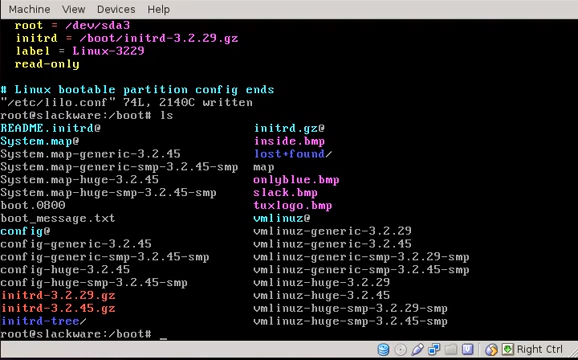 Machine View Devices Help
root = /dev/sda3
initrd = /boot/initrd-3.2.29.gz
label = Linux-3229
read-only
# Linux bootable partition config ends
"/etc/lilo.conf" 74L, 2140C written
root@slackware:/boot# ls
README.initrd@ initrd.gz@
System.map@ inside.bmp
System.map-generic-3.2.45 lost+found/
System.map-generic-smp-3.2.45-smp map
System.map-huge-3.2.45 onlyblue.bmp
System.map-huge-smp-3.2.45-smp slack.bmp
boot.0800 tuxlogo.bmp
boot_message.txt vmlinuz@
config@ vmlinuz-generic-3.2.29
config-generic-3.2.45 vmlinuz-generic-3.2.45
config-generic-smp-3.2.45-smp vmlinuz-generic-smp-3.2.29-smp
config-huge-3.2.45 vmlinuz-generic-smp-3.2.45-smp
config-huge-smp-3.2.45-smp vmlinuz-huge-3.2.29
initrd-3.2.29.gz vmlinuz-huge-3.2.45
initrd-3.2.45.gz vmlinuz-huge-smp-3.2.29-smp
initrd-tree/ vmlinuz-huge-smp-3.2.45-smp
root@slackware:/boot# _
Right Ctrl